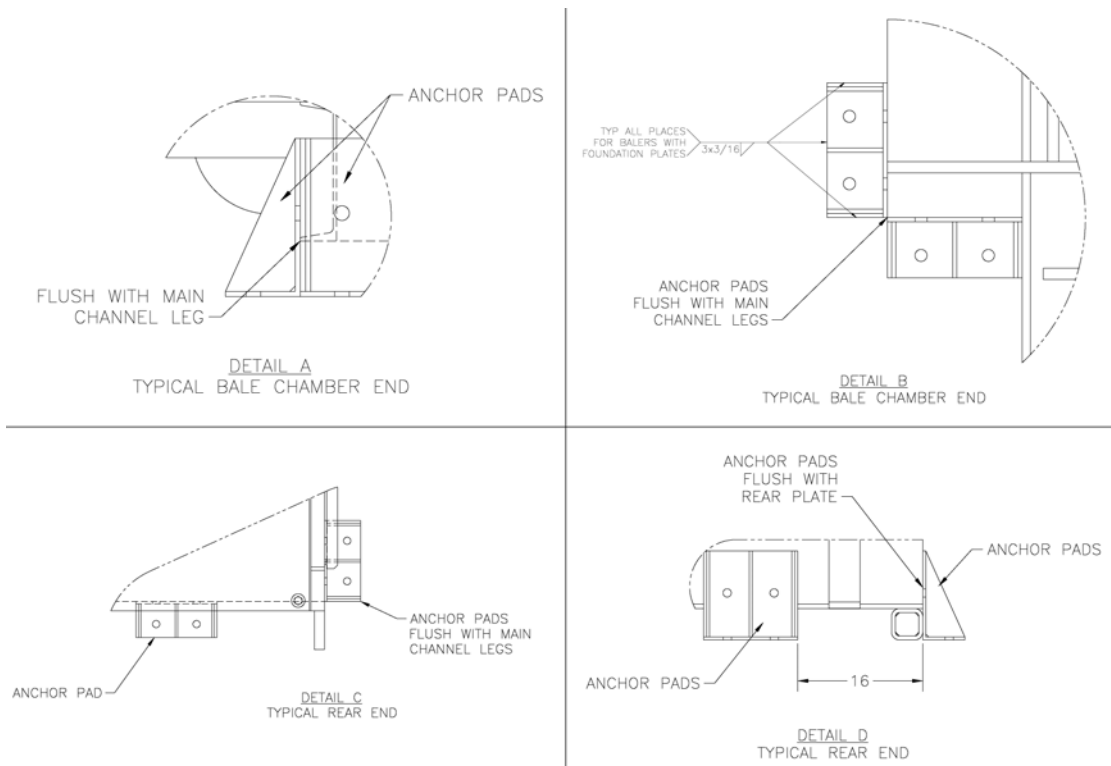 ANCHOR PADS
FLUSH WITH MAIN
CHANNEL LEG
DETAIL A
TYPICAL BALE CHAMBER END
TYP ALL PLACES
FOR BALERS WITH
FOUNDATION PLATES
3x3/16
ANCHOR PADS
FLUSH WITH MAIN
CHANNEL LEGS
DETAIL B
TYPICAL BALE CHAMBER END
ANCHOR PADS
FLUSH WITH MAIN
CHANNEL LEGS
ANCHOR PAD
DETAIL C
TYPICAL REAR END
ANCHOR PADS
FLUSH WITH
REAR PLATE
ANCHOR PADS
ANCHOR PADS
16
DETAIL D
TYPICAL REAR END